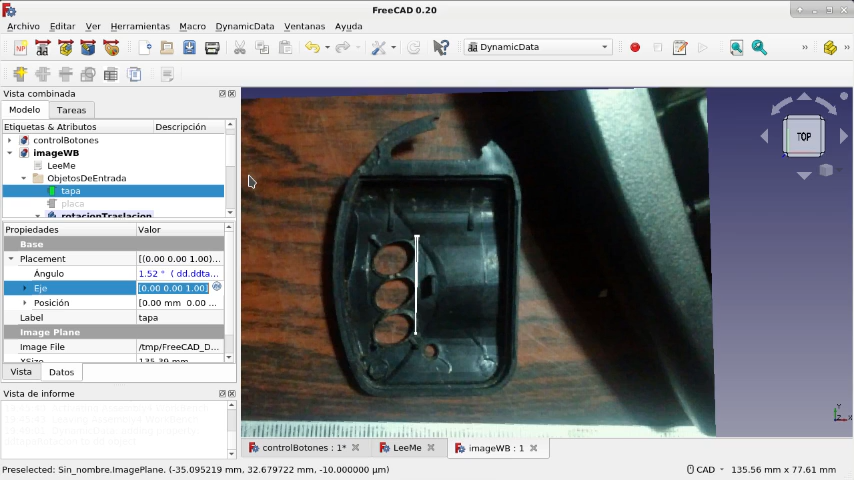 FreeCAD 0.20
Archivo Editar Ver Herramientas Macro DynamicData Ventanas Ayuda
DynamicData
Vista combinada
Modelo Tareas
Etiquetas & Atributos Descripción
controlBotones
imageWB
LeeMe
ObjetosDeEntrada
tapa
placa
rotacionTraslacion
Propiedades Valor
Base
Placement [(0.00 0.00 1.00)...
Ángulo 1.52 ° ( dd.ddta...
Eje [0.00 0.00 1.00]
Posición [0.00 mm 0.00 ...
Label tapa
Image Plane
Image File /tmp/FreeCAD_D...
XSize 135.39 mm
Vista Datos
Vista de informe
TOP
controlBotones : 1* LeeMe imageWB : 1
Preselected: Sin_nombre.ImagePlane. (-35.095219 mm, 32.679722 mm, -10.000000 µm) CAD 135.56 mm x 77.61 mm